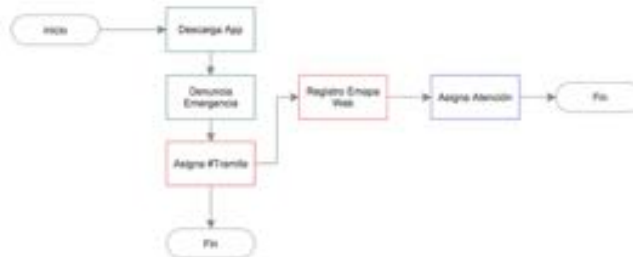 Inicio
Descarga App
Denuncia
Emergencia
Registro Emapa
Web
Asigna Atención
Fin
Asigna #Tramite
Fin